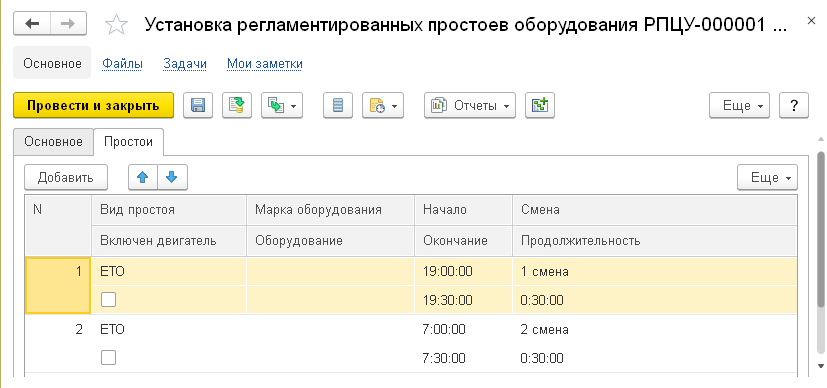 Установка регламентированных простоев оборудования РПЦУ-000001 ...
Основное Файлы Задачи Мои заметки
Провести и закрыть Отчеты Еще ?
Основное Простои
Добавить Еще
N Вид простоя Марка оборудования Начало Смена
Включен двигатель Оборудование Окончание Продолжительность
1 ЕТО 19:00:00 1 смена
19:30:00 0:30:00
2 ЕТО 7:00:00 2 смена
7:30:00 0:30:00